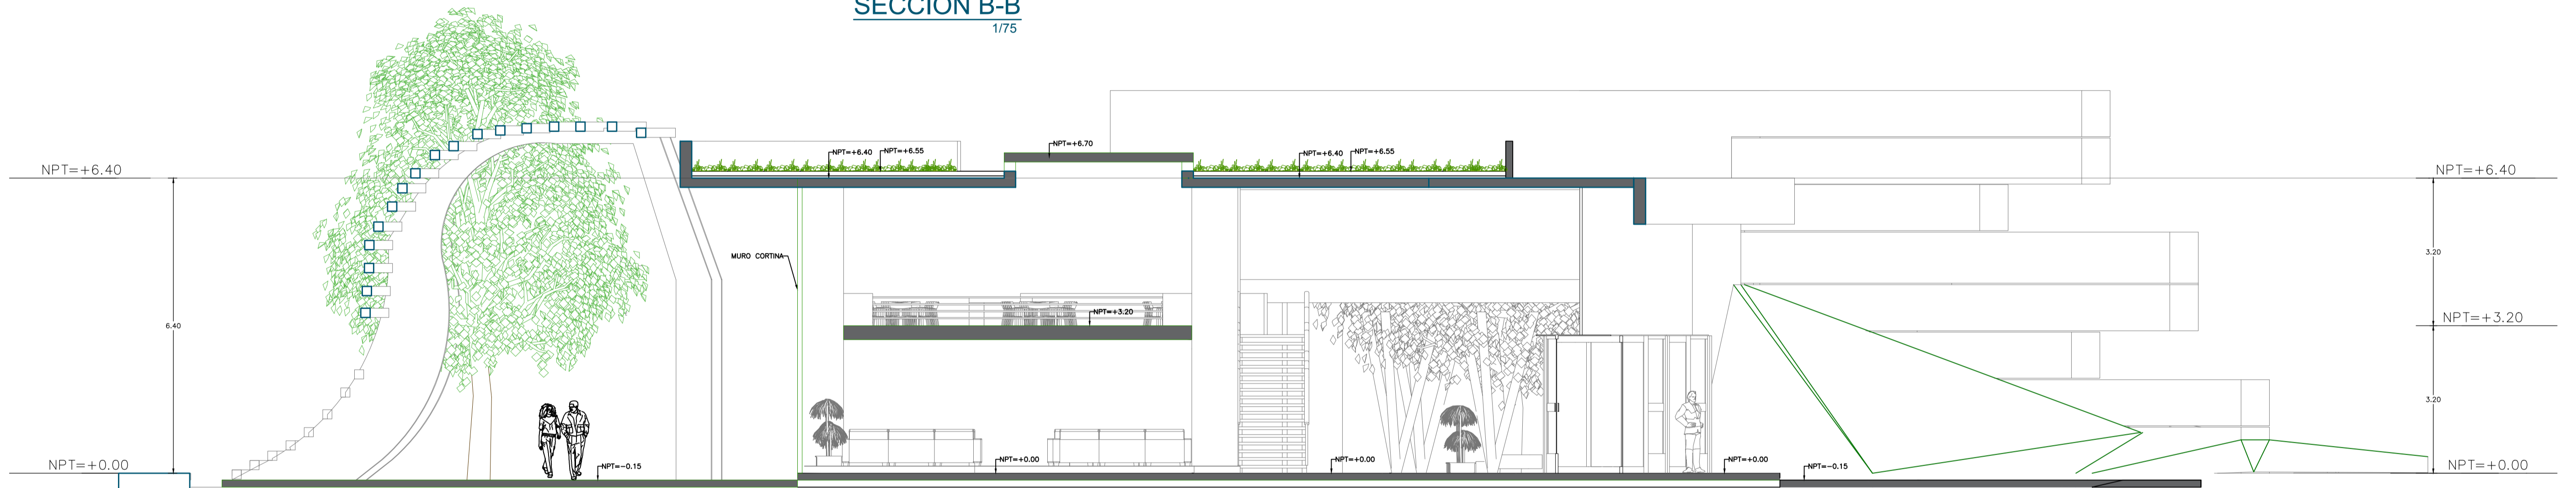 SECCION B-B
1/75
NPT=+6.40
NPT=+6.40
NPT=+6.55
NPT=+6.70
NPT=+6.40
NPT=+6.55
NPT=+6.40
MURO CORTINA
3.20
6.40
NPT=+3.20
NPT=+3.20
3.20
NPT=+0.00
NPT=-0.15
NPT=+0.00
NPT=+0.00
NPT=+0.00
NPT=-0.15
NPT=+0.00